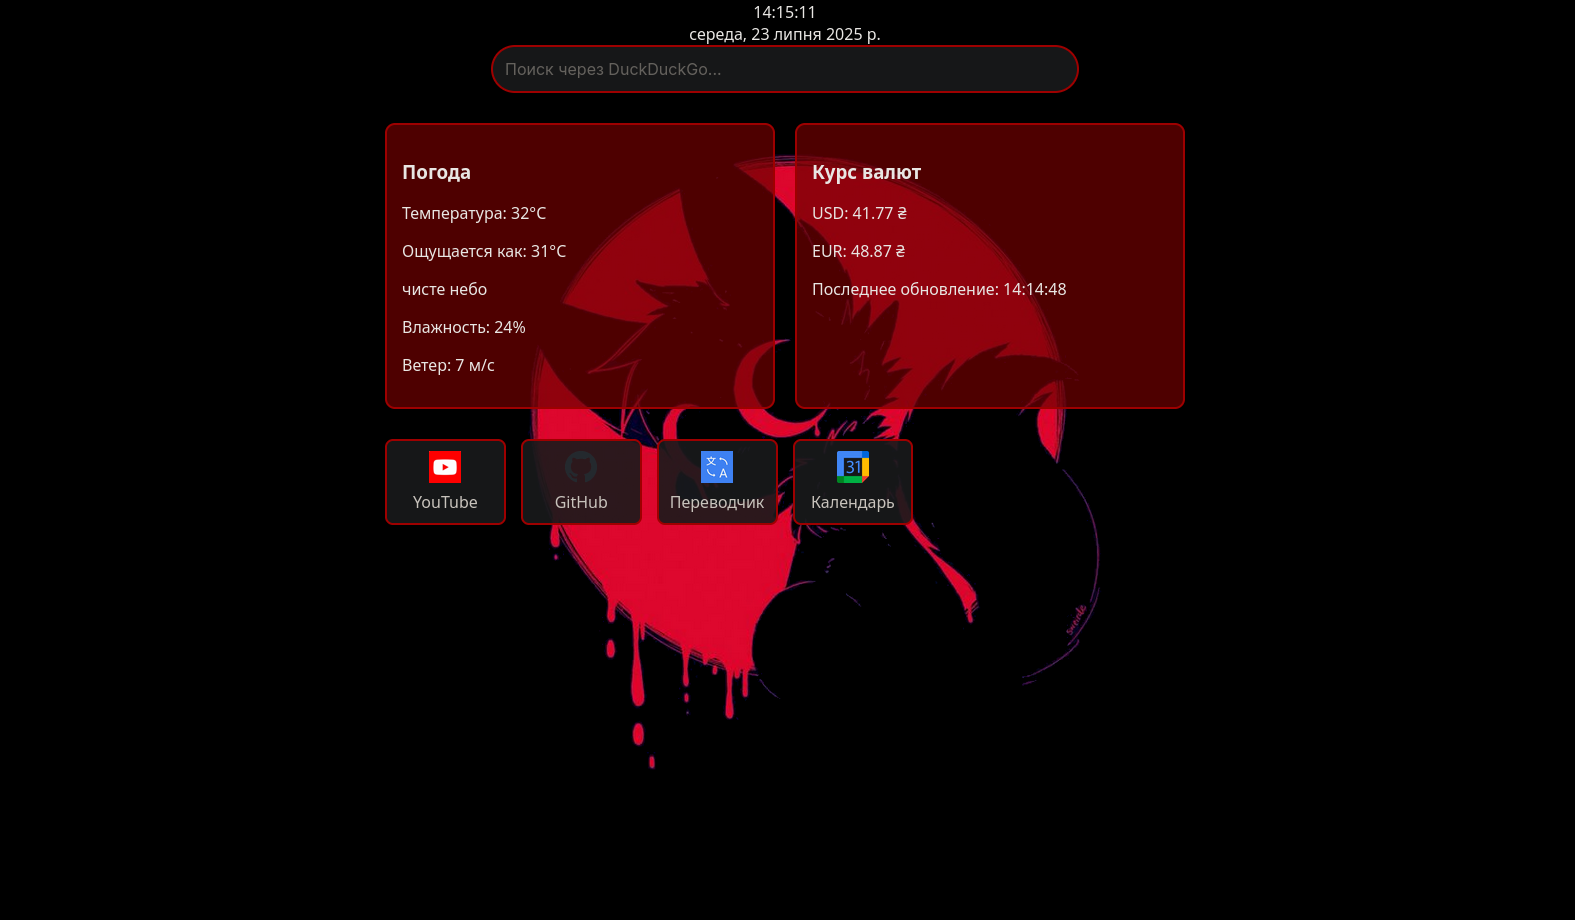 14:15:11
середа, 23 липня 2025 р.
Поиск через DuckDuckGo...
Погода
Температура: 32°C
Ощущается как: 31°C
чисте небо
Влажность: 24%
Ветер: 7 м/с
Курс валют
USD: 41.77 ₴
EUR: 48.87 ₴
Последнее обновление: 14:14:48
YouTube
GitHub
文 A
Переводчик
31
Календарь